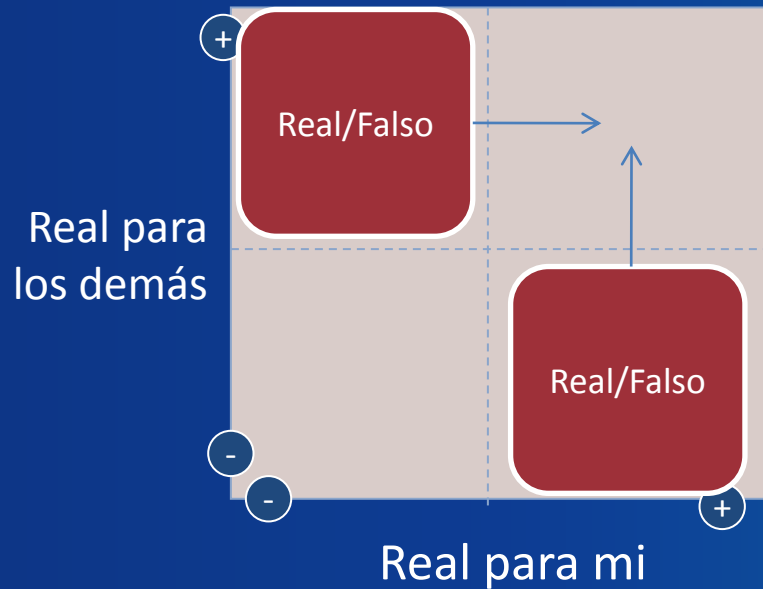 +
Real/Falso
Real para
los demás
Real/Falso
-
-
+
Real para mi